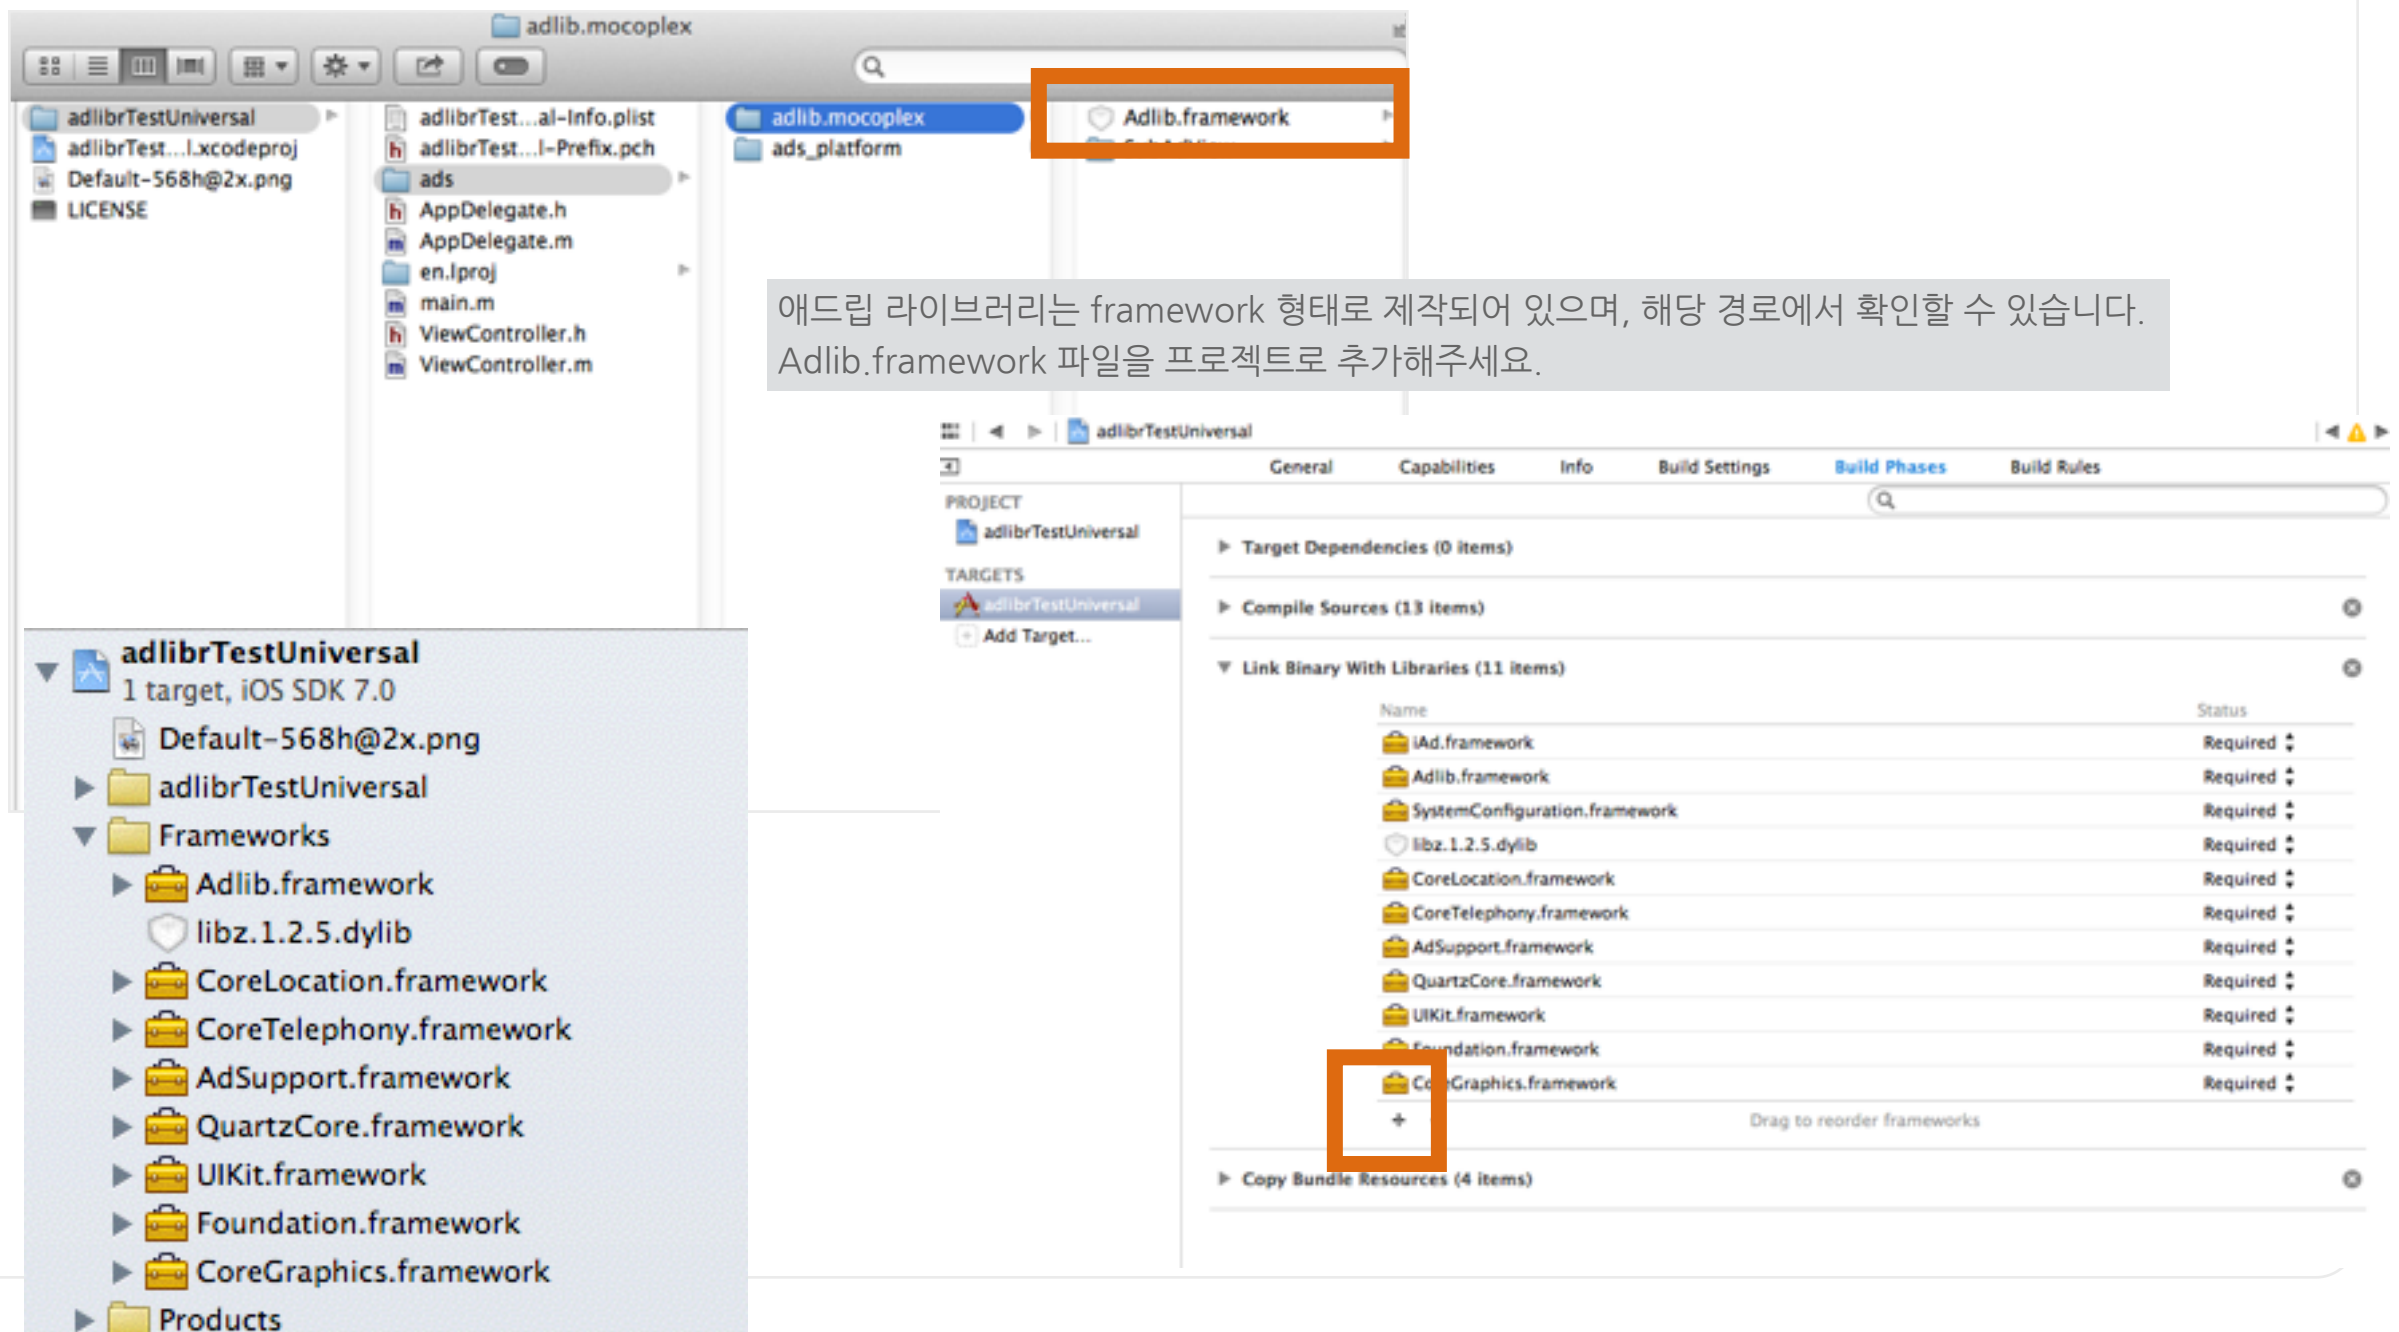 adlib.mocoplex
adlibrTestUniversal
adlibrTest...l.xcodeproj
Default-568h@2x.png
LICENSE
adlibrTest...al-Info.plist
adlibrTest...l-Prefix.pch
ads
AppDelegate.h
AppDelegate.m
en.lproj
main.m
ViewController.h
ViewController.m
adlib.mocoplex
ads_platform
Adlib.framework
애드립 라이브러리는 framework 형태로 제작되어 있으며, 해당 경로에서 확인할 수 있습니다.
Adlib.framework 파일을 프로젝트로 추가해주세요.
adlibrTestUniversal
1 target, iOS SDK 7.0
Default-568h@2x.png
adlibrTestUniversal
Frameworks
Adlib.framework
libz.1.2.5.dylib
CoreLocation.framework
CoreTelephony.framework
AdSupport.framework
QuartzCore.framework
UIKit.framework
Foundation.framework
CoreGraphics.framework
Products
adlibrTestUniversal
General Capabilities Info Build Settings Build Phases Build Rules
PROJECT
adlibrTestUniversal
TARGETS
adlibrTestUniversal
Add Target...
Target Dependencies (0 items)
Compile Sources (13 items)
Link Binary With Libraries (11 items)
Name Status
iAd.framework Required
Adlib.framework Required
SystemConfiguration.framework Required
libz.1.2.5.dylib Required
CoreLocation.framework Required
CoreTelephony.framework Required
AdSupport.framework Required
QuartzCore.framework Required
UIKit.framework Required
Foundation.framework Required
CoreGraphics.framework Required
+ Drag to reorder frameworks
Copy Bundle Resources (4 items)